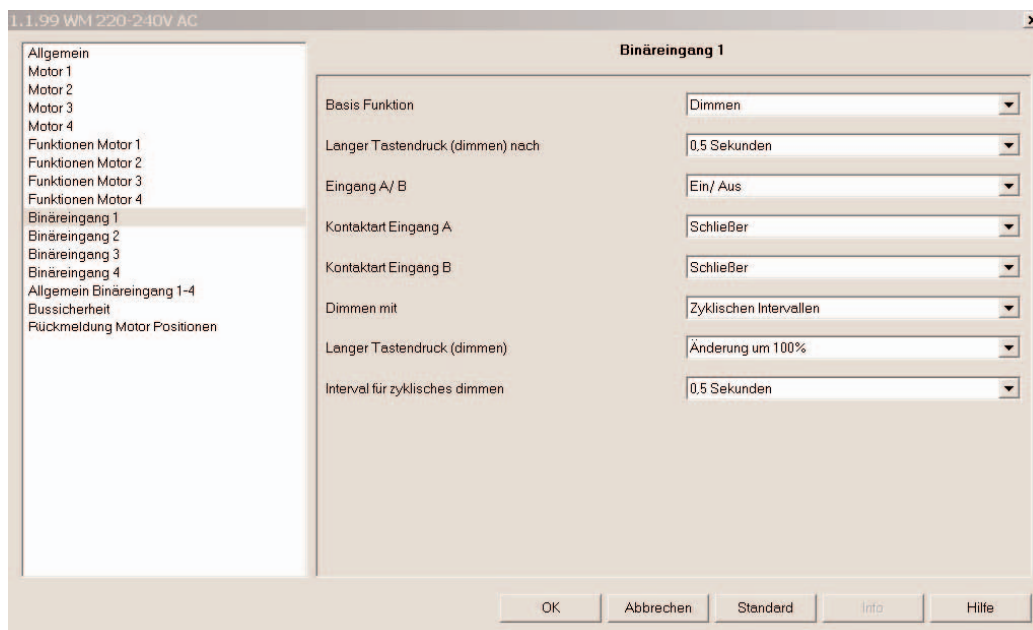 1.1.99 WM 220-240V AC
Allgemein
Motor 1
Motor 2
Motor 3
Motor 4
Funktionen Motor 1
Funktionen Motor 2
Funktionen Motor 3
Funktionen Motor 4
Binäreingang 1
Binäreingang 2
Binäreingang 3
Binäreingang 4
Allgemein Binäreingang 1-4
Bussicherheit
Rückmeldung Motor Positionen
Binäreingang 1
Basis Funktion Dimmen
Langer Tastendruck (dimmen) nach 0,5 Sekunden
Eingang A/ B Ein/ Aus
Kontaktart Eingang A Schließer
Kontaktart Eingang B Schließer
Dimmen mit Zyklischen Intervallen
Langer Tastendruck (dimmen) Änderung um 100%
Interval für zyklisches dimmen 0,5 Sekunden
OK Abbrechen Standard Info Hilfe